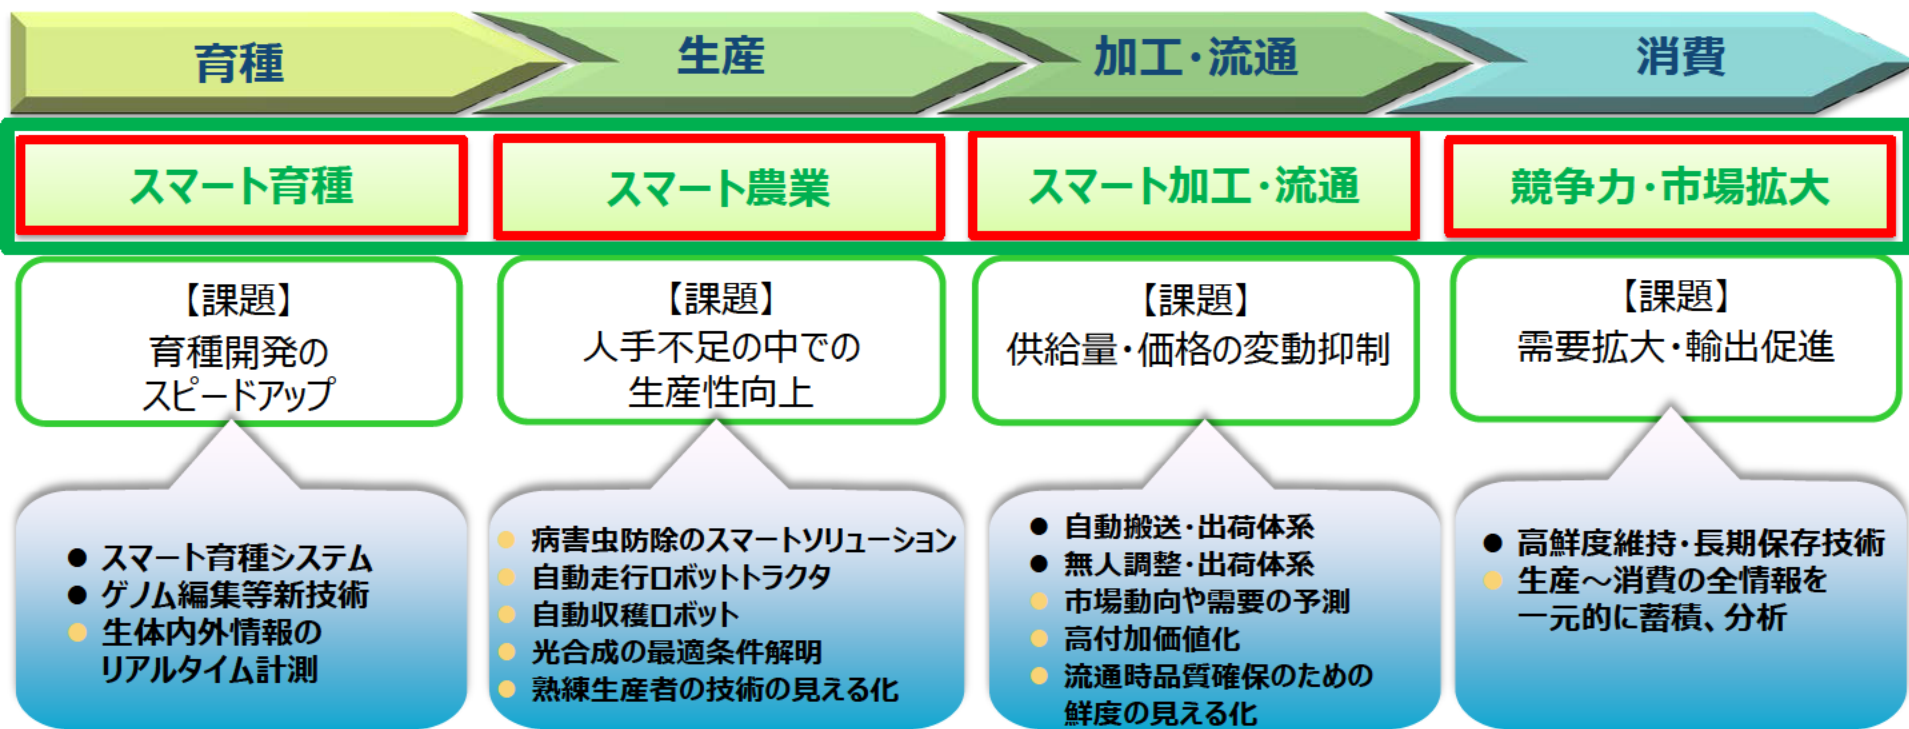 育種
生産
加工・流通
消費
スマート育種
スマート農業
スマート加工・流通
競争力・市場拡大
【課題】
育種開発の
スピードアップ
【課題】
人手不足の中での
生産性向上
【課題】
供給量・価格の変動抑制
【課題】
需要拡大・輸出促進
● スマート育種システム
● ゲノム編集等新技術
● 生体内外情報の
リアルタイム計測
● 病害虫防除のスマートソリューション
● 自動走行ロボットトラクタ
● 自動収穫ロボット
● 光合成の最適条件解明
● 熟練生産者の技術の見える化
● 自動搬送・出荷体系
● 無人調整・出荷体系
● 市場動向や需要の予測
● 高付加価値化
● 流通時品質確保のための
鮮度の見える化
● 高鮮度維持・長期保存技術
● 生産～消費の全情報を
一元的に蓄積、分析